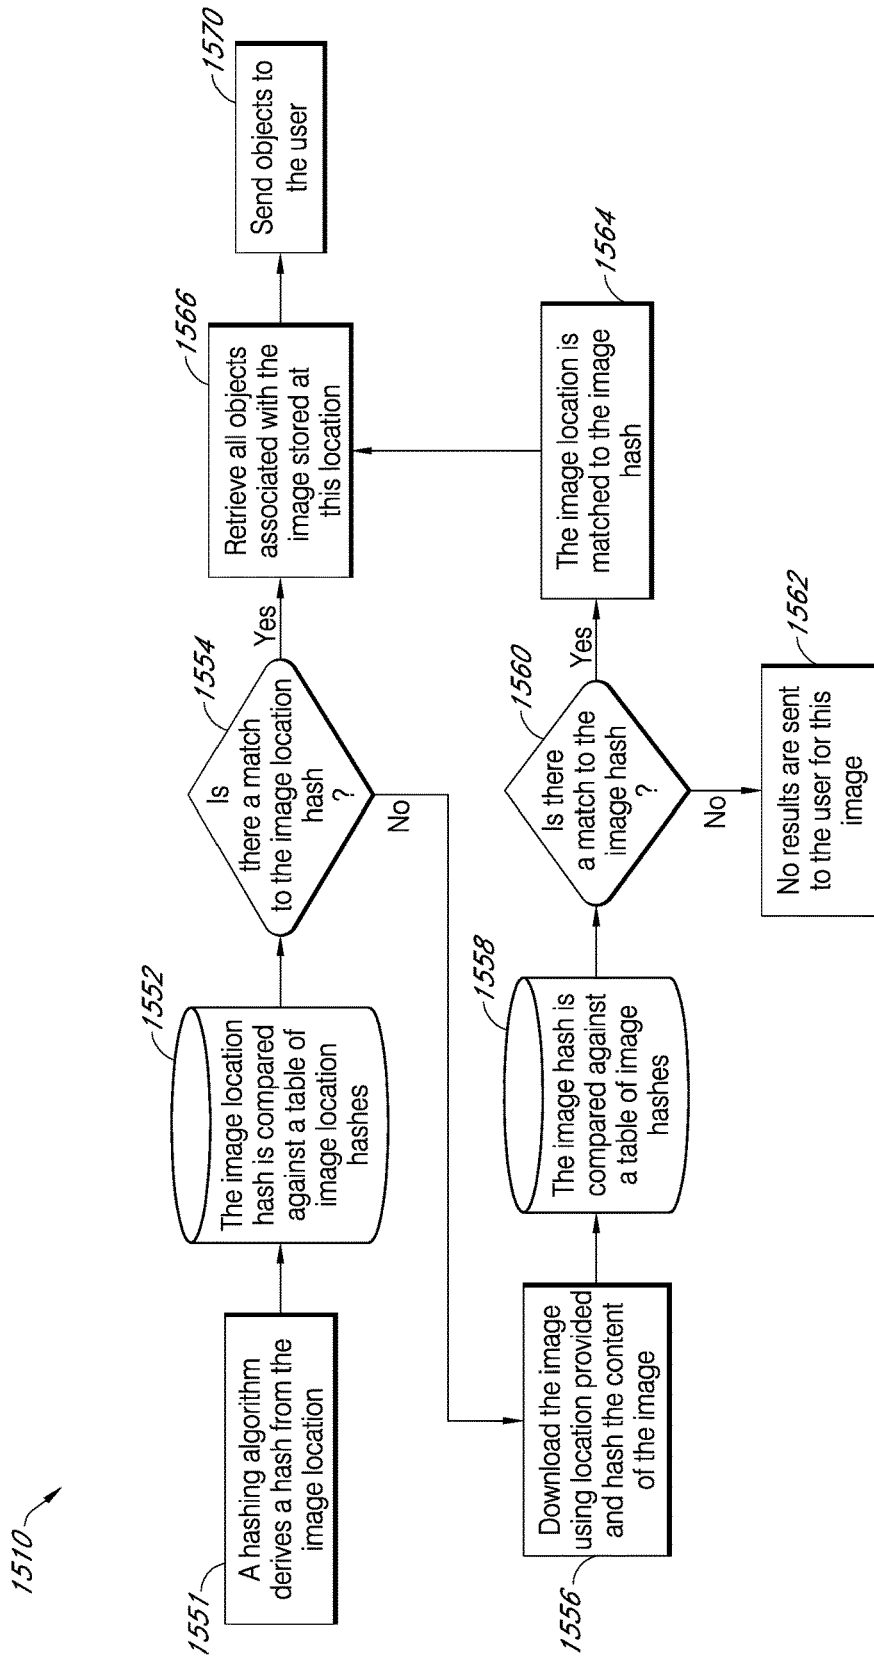 1510
1551
A hashing algorithm
derives a hash from the
image location
1552
The image location
hash is compared
against a table of
image location
hashes
1554
Is
there a match
to the image location
hash
?
Yes
No
1566
Retrieve all objects
associated with the
image stored at
this location
1570
Send objects to
the user
1556
Download the image
using location provided
and hash the content
of the image
1558
The image hash is
compared against
a table of image
hashes
1560
Is there
a match to the
image hash
?
Yes
No
1564
The image location is
matched to the image
hash
1562
No results are sent
to the user for this
image